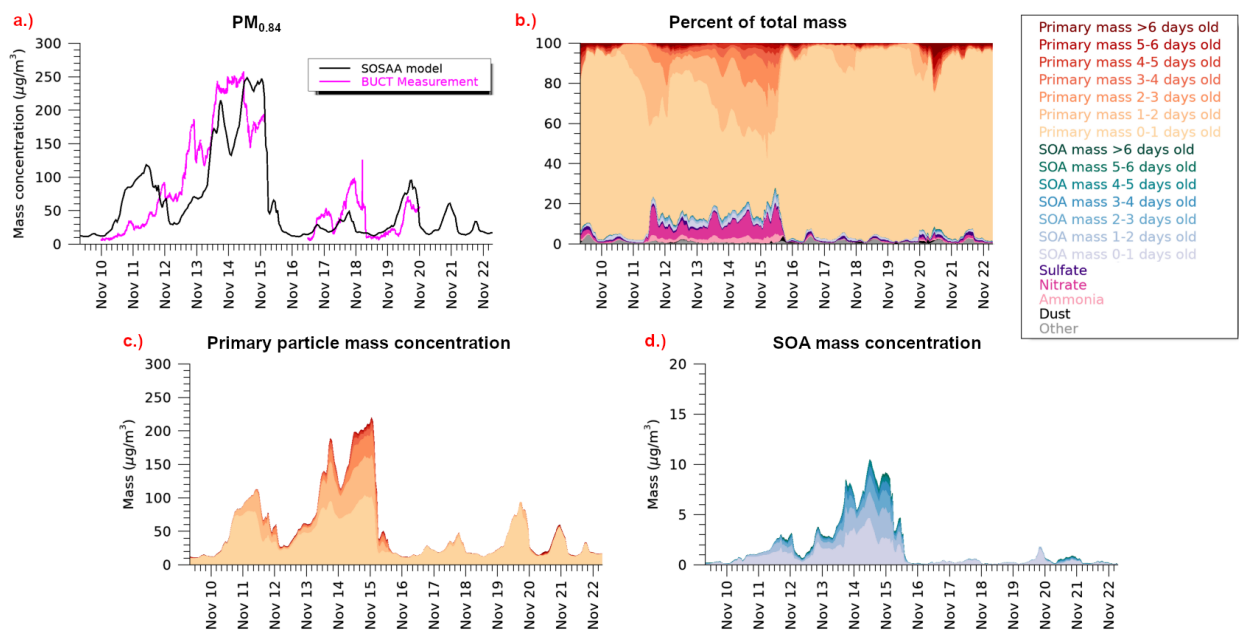 a.)
PM0.84
Mass concentration (μg/m3)
300
250
200
150
100
50
0
SOSAA model
BUCT Measurement
Nov 10
Nov 11
Nov 12
Nov 13
Nov 14
Nov 15
Nov 16
Nov 17
Nov 18
Nov 19
Nov 20
Nov 21
Nov 22
b.)
Percent of total mass
100
80
60
40
20
0
Nov 10
Nov 11
Nov 12
Nov 13
Nov 14
Nov 15
Nov 16
Nov 17
Nov 18
Nov 19
Nov 20
Nov 21
Nov 22
Primary mass >6 days old
Primary mass 5-6 days old
Primary mass 4-5 days old
Primary mass 3-4 days old
Primary mass 2-3 days old
Primary mass 1-2 days old
Primary mass 0-1 days old
SOA mass >6 days old
SOA mass 5-6 days old
SOA mass 4-5 days old
SOA mass 3-4 days old
SOA mass 2-3 days old
SOA mass 1-2 days old
SOA mass 0-1 days old
Sulfate
Nitrate
Ammonia
Dust
Other
c.)
Primary particle mass concentration
Mass (μg/m3)
300
250
200
150
100
50
0
Nov 10
Nov 11
Nov 12
Nov 13
Nov 14
Nov 15
Nov 16
Nov 17
Nov 18
Nov 19
Nov 20
Nov 21
Nov 22
d.)
SOA mass concentration
Mass (μg/m3)
20
15
10
5
0
Nov 10
Nov 11
Nov 12
Nov 13
Nov 14
Nov 15
Nov 16
Nov 17
Nov 18
Nov 19
Nov 20
Nov 21
Nov 22